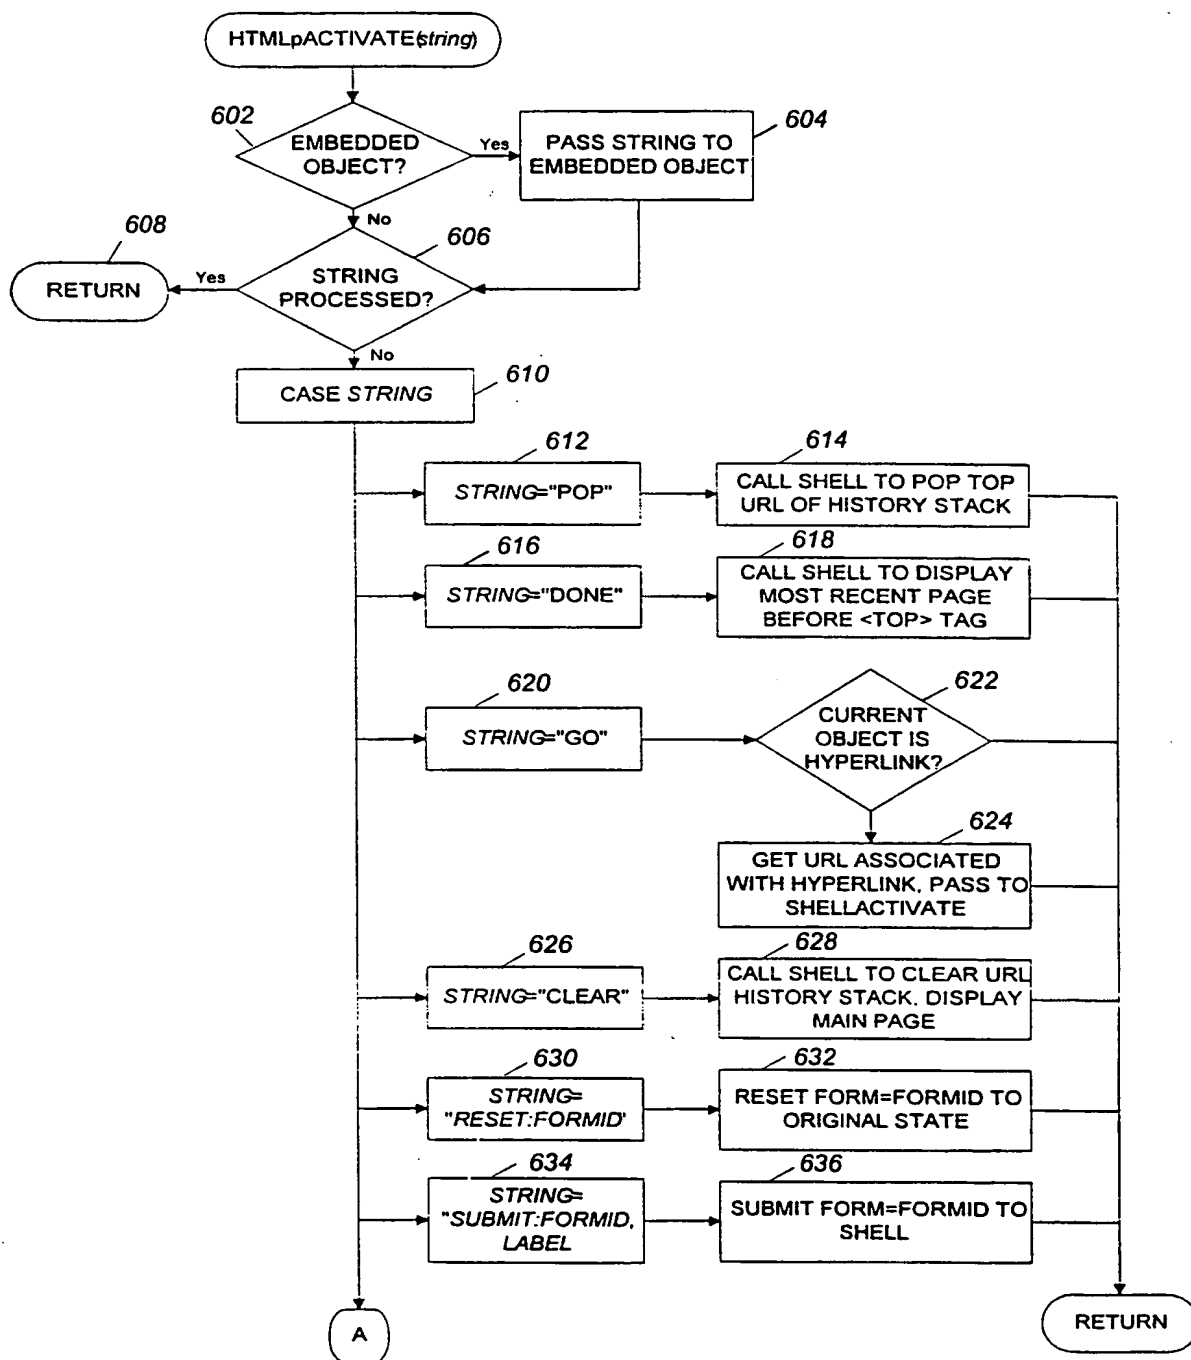 HTMLpACTIVATE(string)
602
EMBEDDED
OBJECT?
Yes
604
PASS STRING TO
EMBEDDED OBJECT
No
608
RETURN
Yes
606
STRING
PROCESSED?
No
610
CASE STRING
612
STRING="POP"
614
CALL SHELL TO POP TOP
URL OF HISTORY STACK
616
STRING="DONE"
618
CALL SHELL TO DISPLAY
MOST RECENT PAGE
BEFORE <TOP> TAG
620
STRING="GO"
622
CURRENT
OBJECT IS
HYPERLINK?
624
GET URL ASSOCIATED
WITH HYPERLINK, PASS TO
SHELLACTIVATE
626
STRING="CLEAR"
628
CALL SHELL TO CLEAR URL
HISTORY STACK. DISPLAY
MAIN PAGE
630
STRING=
"RESET:FORMID'
632
RESET FORM=FORMID TO
ORIGINAL STATE
634
STRING=
"SUBMIT:FORMID,
LABEL
636
SUBMIT FORM=FORMID TO
SHELL
A
RETURN